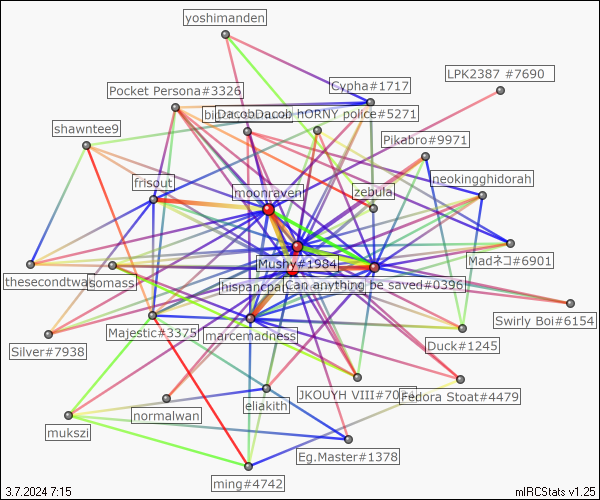 yoshimanden
LPK2387 #7690
Cypha#1717
Pocket Persona#3326
DacobDacob hORNY police#5271
shawntee9
Pikabro#9971
neokingghidorah
frisout
moonraven
zebula
Madネコ#6901
Mushy#1984
thesecondtwas
somass
hispancpa
Can anything be saved#0396
Swirly Boi#6154
Majestic#3375
marcemadness
Duck#1245
Silver#7938
JKOUYH VIII#70
Fedora Stoat#4479
normalwan
eliakith
mukszi
Eg.Master#1378
ming#4742
3.7.2024 7:15
mIRCStats v1.25